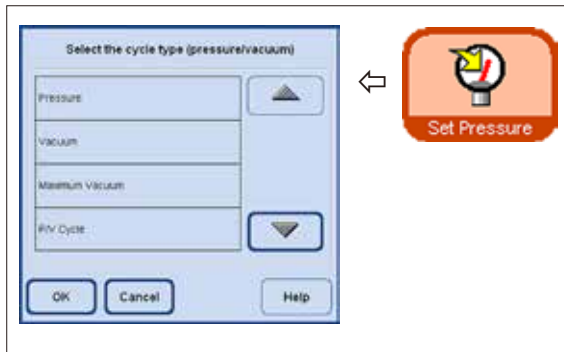 Select the cycle type (pressure/vacuum)
Pressure
Vacuum
Maximum Vacuum
P/V Cycle
OK Cancel Help
Set Pressure